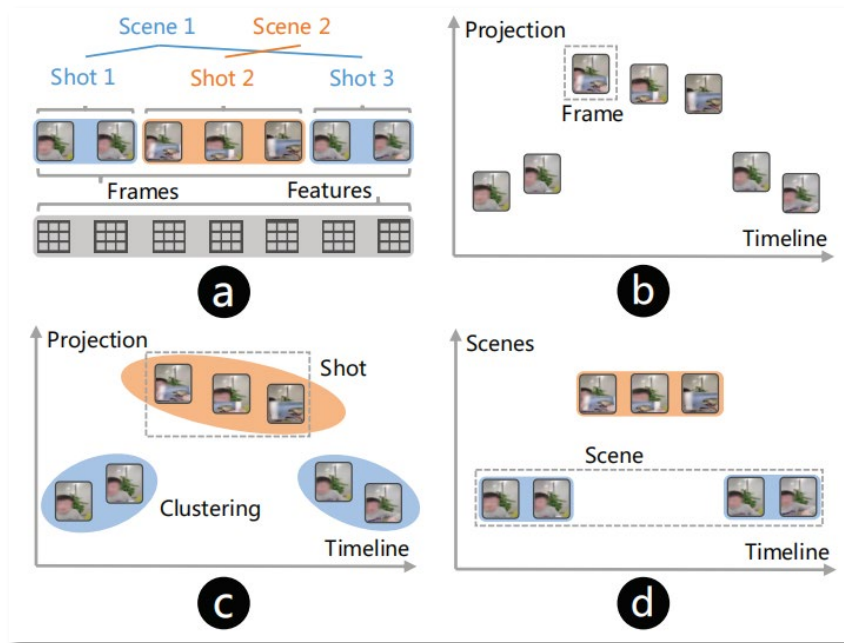 Scene 1 Scene 2
Shot 1 Shot 2 Shot 3
Frames Features
a
Projection
Frame
Timeline
b
Projection
Shot
Clustering
Timeline
c
Scenes
Scene
Timeline
d